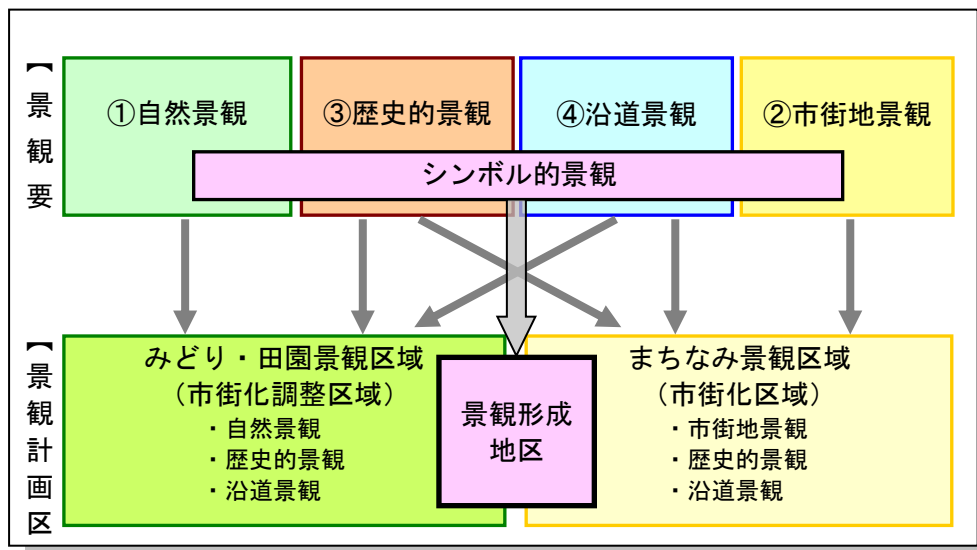 【景観要
①自然景観
③歴史的景観
④沿道景観
②市街地景観
シンボル的景観
【景観計画区
みどり・田園景観区域
（市街化調整区域）
・自然景観
・歴史的景観
・沿道景観
景観形成
地区
まちなみ景観区域
（市街化区域）
・市街地景観
・歴史的景観
・沿道景観